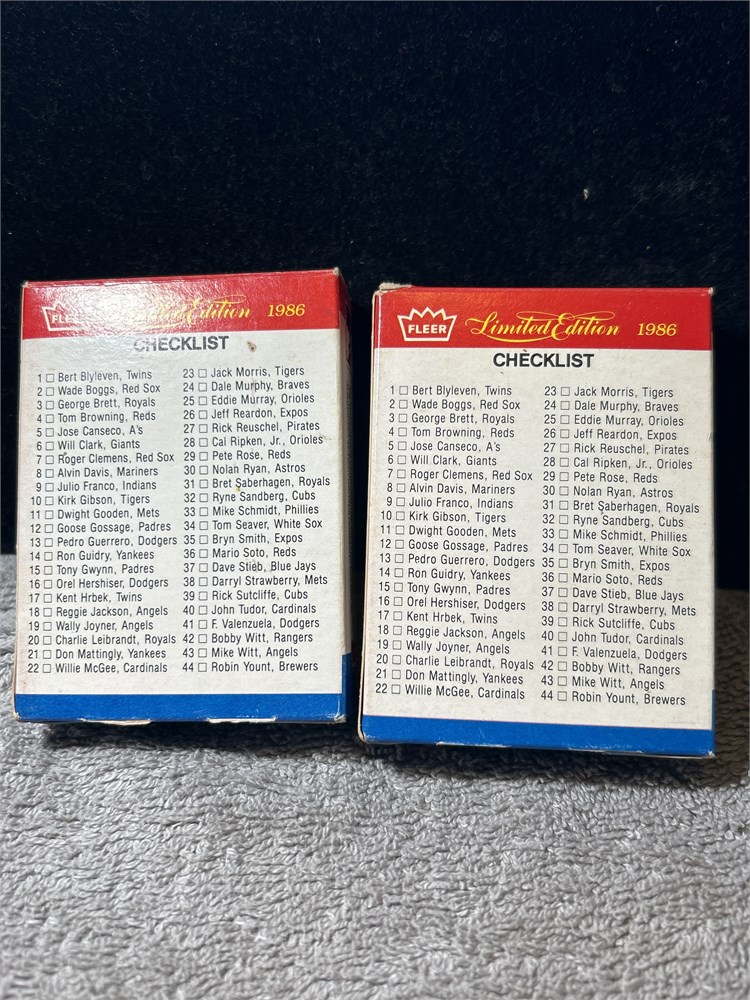 FLEER Limited Edition 1986
CHECKLIST
1 Bert Blyleven, Twins
2 Wade Boggs, Red Sox
3 George Brett, Royals
4 Tom Browning, Reds
5 Jose Canseco, A's
6 Will Clark, Giants
7 Roger Clemens, Red Sox
8 Alvin Davis, Mariners
9 Julio Franco, Indians
10 Kirk Gibson, Tigers
11 Dwight Gooden, Mets
12 Goose Gossage, Padres
13 Pedro Guerrero, Dodgers
14 Ron Guidry, Yankees
15 Tony Gwynn, Padres
16 Orel Hershiser, Dodgers
17 Kent Hrbek, Twins
18 Reggie Jackson, Angels
19 Wally Joyner, Angels
20 Charlie Leibrandt, Royals
21 Don Mattingly, Yankees
22 Willie McGee, Cardinals
23 Jack Morris, Tigers
24 Dale Murphy, Braves
25 Eddie Murray, Orioles
26 Jeff Reardon, Expos
27 Rick Reuschel, Pirates
28 Cal Ripken, Jr., Orioles
29 Pete Rose, Reds
30 Nolan Ryan, Astros
31 Bret Saberhagen, Royals
32 Ryne Sandberg, Cubs
33 Mike Schmidt, Phillies
34 Tom Seaver, White Sox
35 Bryn Smith, Expos
36 Mario Soto, Reds
37 Dave Stieb, Blue Jays
38 Darryl Strawberry, Mets
39 Rick Sutcliffe, Cubs
40 John Tudor, Cardinals
41 F. Valenzuela, Dodgers
42 Bobby Witt, Rangers
43 Mike Witt, Angels
44 Robin Yount, Brewers
FLEER Limited Edition 1986
CHECKLIST
1 Bert Blyleven, Twins
2 Wade Boggs, Red Sox
3 George Brett, Royals
4 Tom Browning, Reds
5 Jose Canseco, A's
6 Will Clark, Giants
7 Roger Clemens, Red Sox
8 Alvin Davis, Mariners
9 Julio Franco, Indians
10 Kirk Gibson, Tigers
11 Dwight Gooden, Mets
12 Goose Gossage, Padres
13 Pedro Guerrero, Dodgers
14 Ron Guidry, Yankees
15 Tony Gwynn, Padres
16 Orel Hershiser, Dodgers
17 Kent Hrbek, Twins
18 Reggie Jackson, Angels
19 Wally Joyner, Angels
20 Charlie Leibrandt, Royals
21 Don Mattingly, Yankees
22 Willie McGee, Cardinals
23 Jack Morris, Tigers
24 Dale Murphy, Braves
25 Eddie Murray, Orioles
26 Jeff Reardon, Expos
27 Rick Reuschel, Pirates
28 Cal Ripken, Jr., Orioles
29 Pete Rose, Reds
30 Nolan Ryan, Astros
31 Bret Saberhagen, Royals
32 Ryne Sandberg, Cubs
33 Mike Schmidt, Phillies
34 Tom Seaver, White Sox
35 Bryn Smith, Expos
36 Mario Soto, Reds
37 Dave Stieb, Blue Jays
38 Darryl Strawberry, Mets
39 Rick Sutcliffe, Cubs
40 John Tudor, Cardinals
41 F. Valenzuela, Dodgers
42 Bobby Witt, Rangers
43 Mike Witt, Angels
44 Robin Yount, Brewers